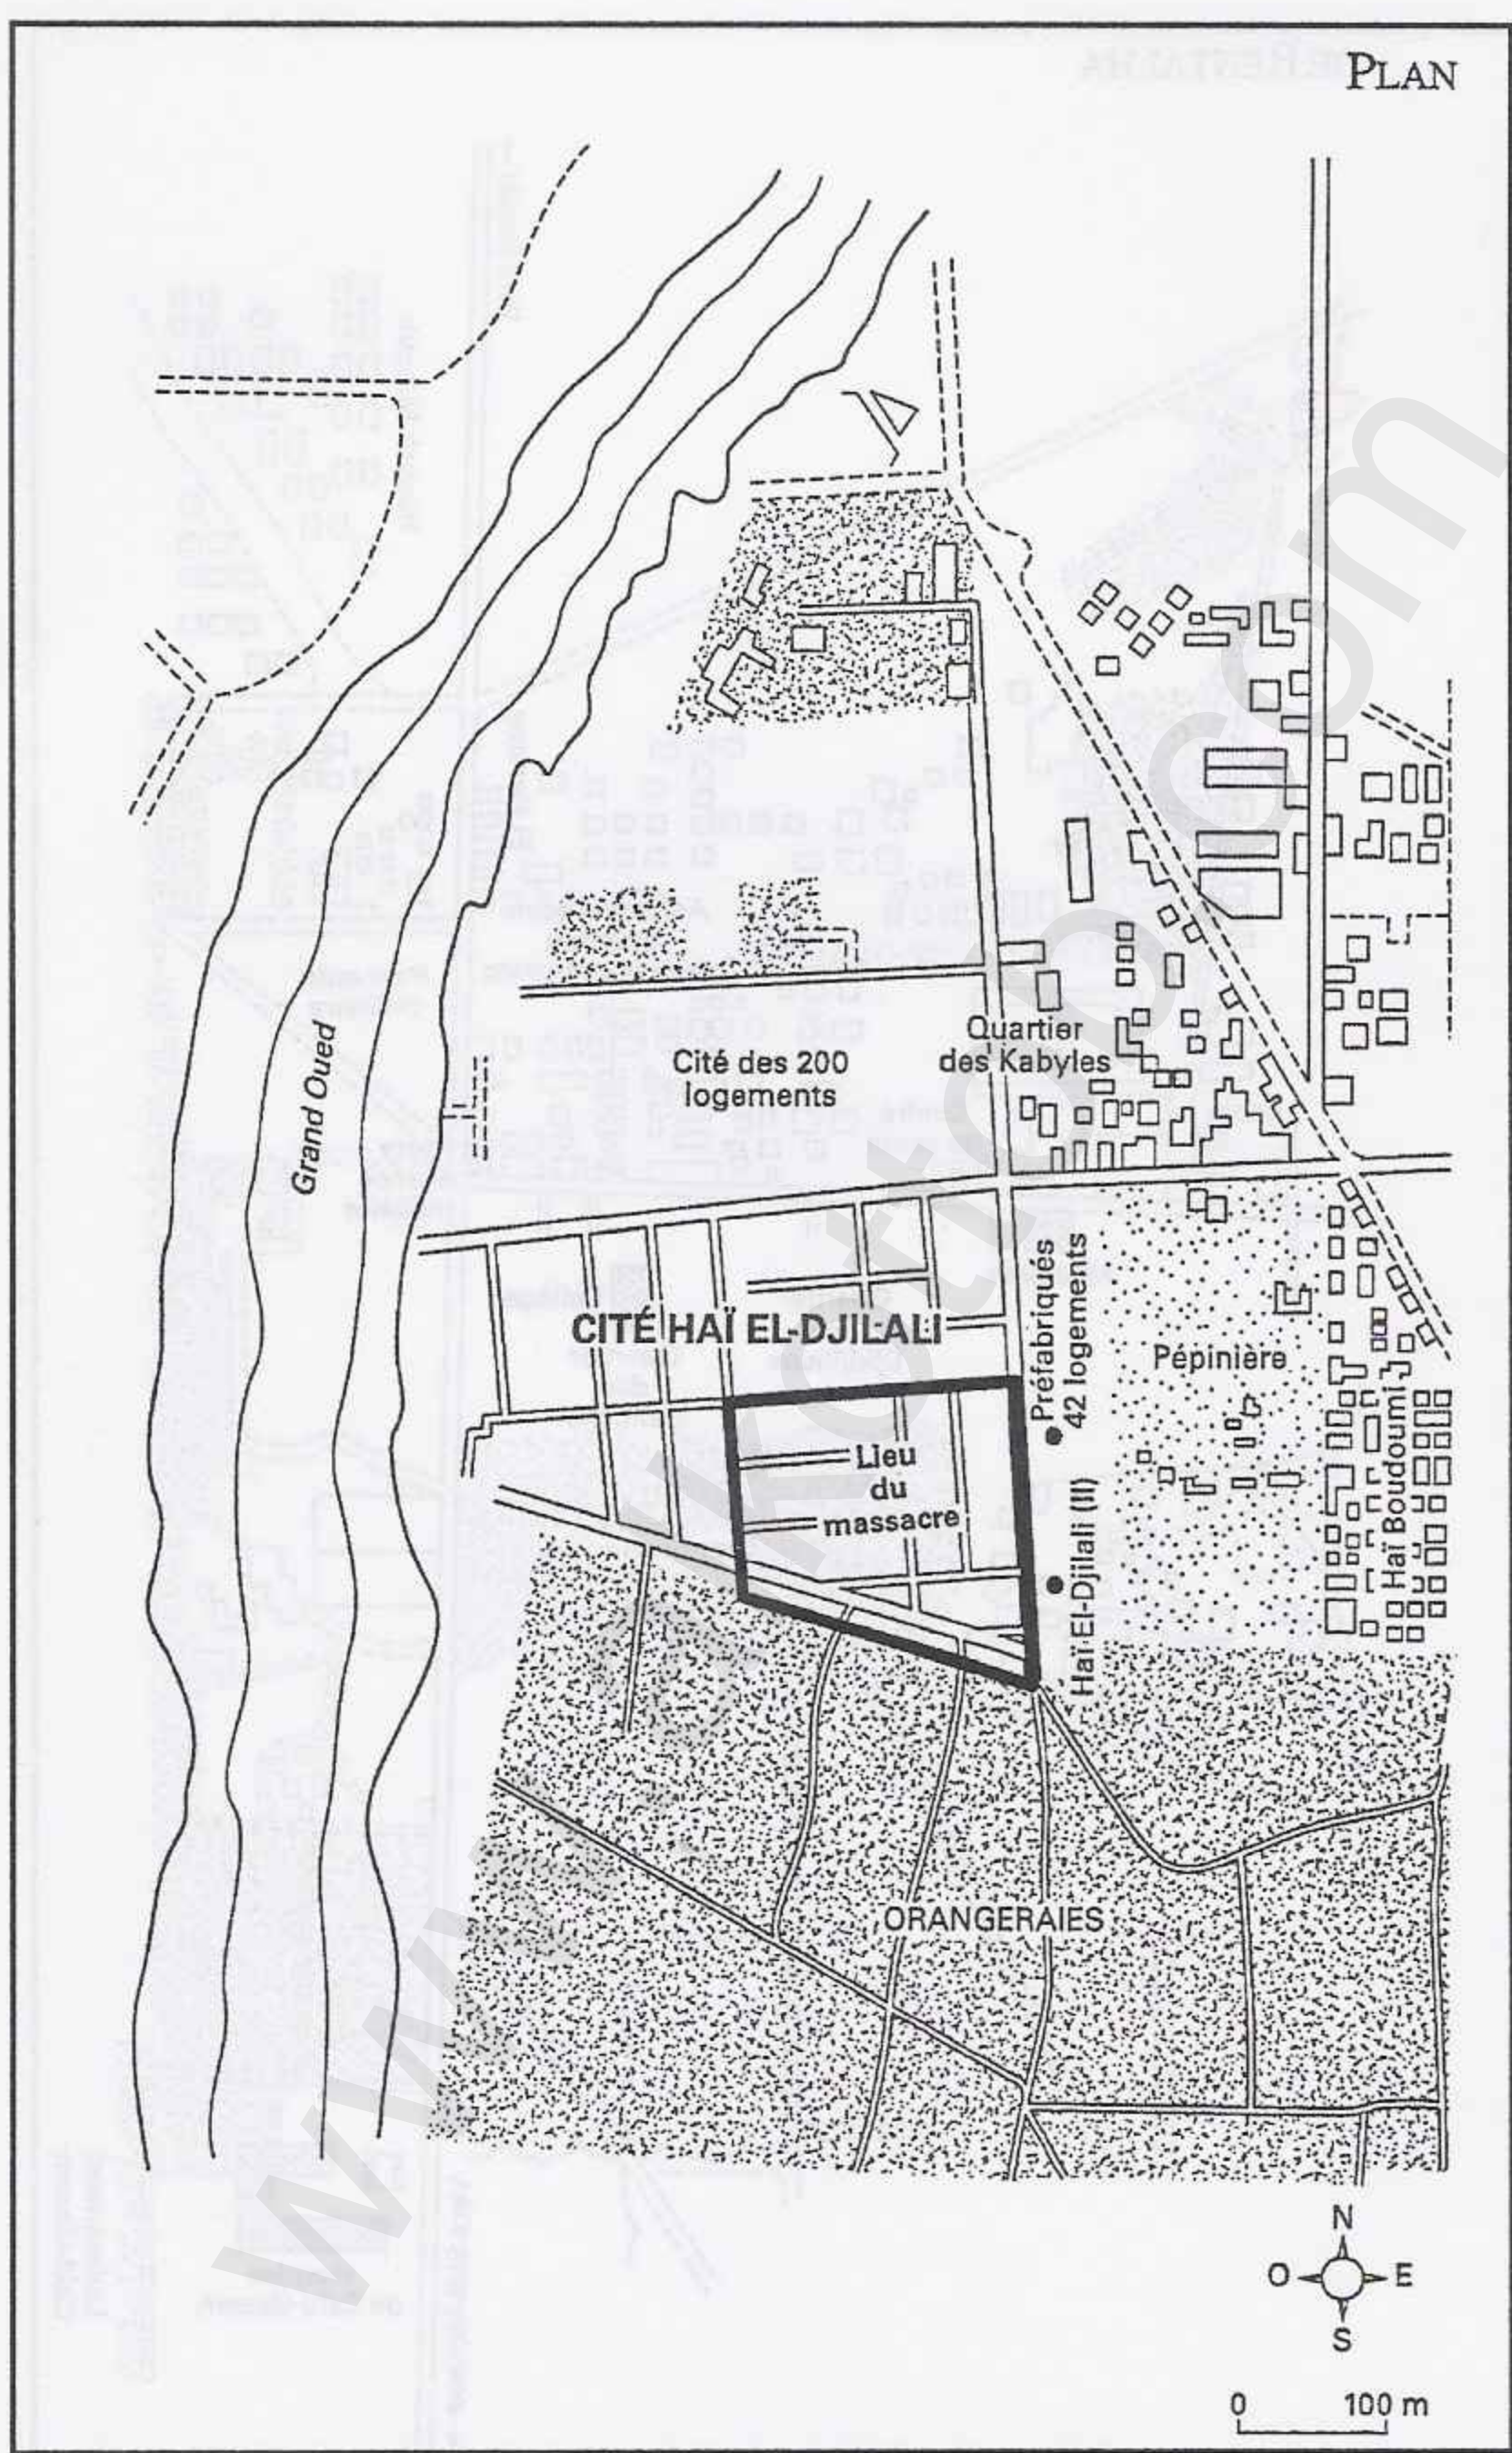 PLAN
Grand Oued
Cité des 200
logements
Quartier
des Kabyles
CITÉ HAÏ EL-DJILALI
Préfabriqués
42 logements
Pépinière
Lieu
du
massacre
Haï El-Djilali (II)
Haï Boudoumi
ORANGERAIES
N
O E
S
0 100 m